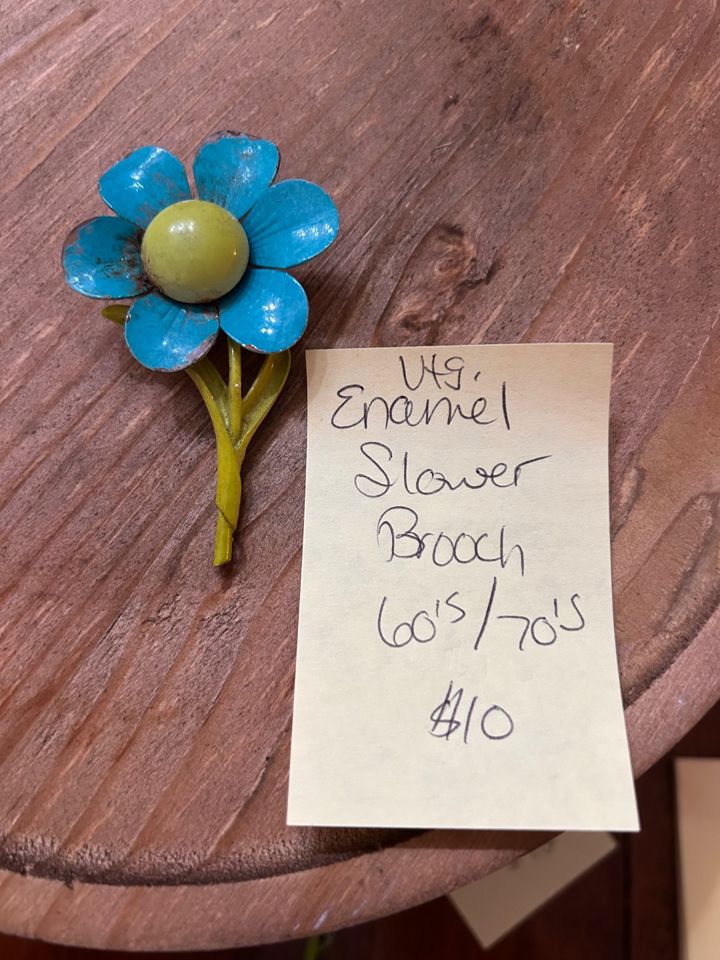 Vtg.
Enamel
Flower
Brooch
60's/70's
$10